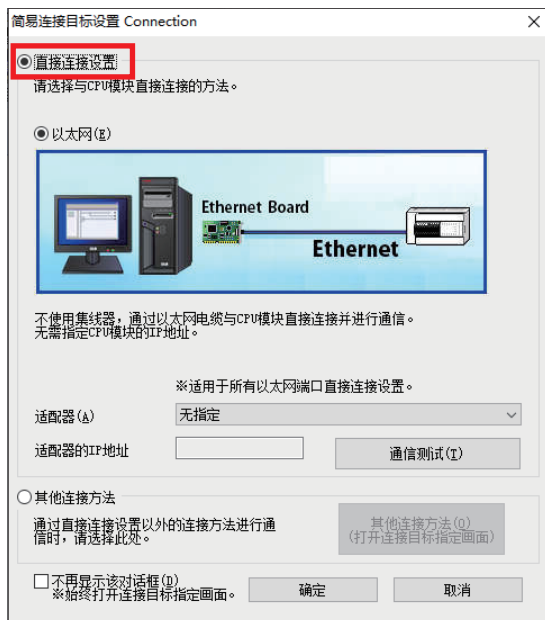 简易连接目标设置 Connection
直接连接设置
请选择与CPU模块直接连接的方法。
以太网(E)
Ethernet Board
Ethernet
不使用集线器，通过以太网电缆与CPU模块直接连接并进行通信。
无需指定CPU模块的IP地址。
※适用于所有以太网端口直接连接设置。
适配器(A)
无指定
适配器的IP地址
通信测试(T)
其他连接方法
通过直接连接设置以外的连接方法进行通
信时，请选择此处。
其他连接方法(O)
(打开连接目标指定画面)
不再显示该对话框(D)
※始终打开连接目标指定画面。
确定
取消